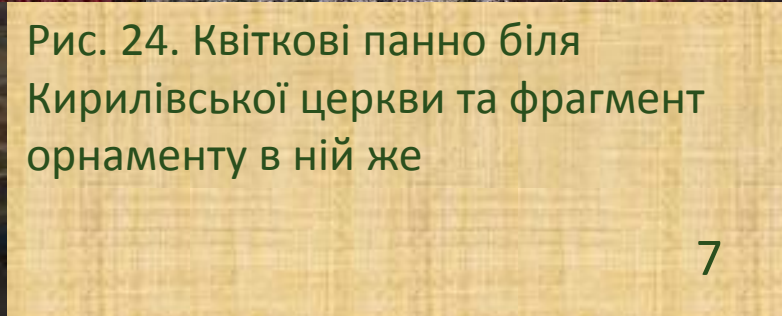 Рис. 24. Квіткові панно біля
Кирилівської церкви та фрагмент
орнаменту в ній же
7